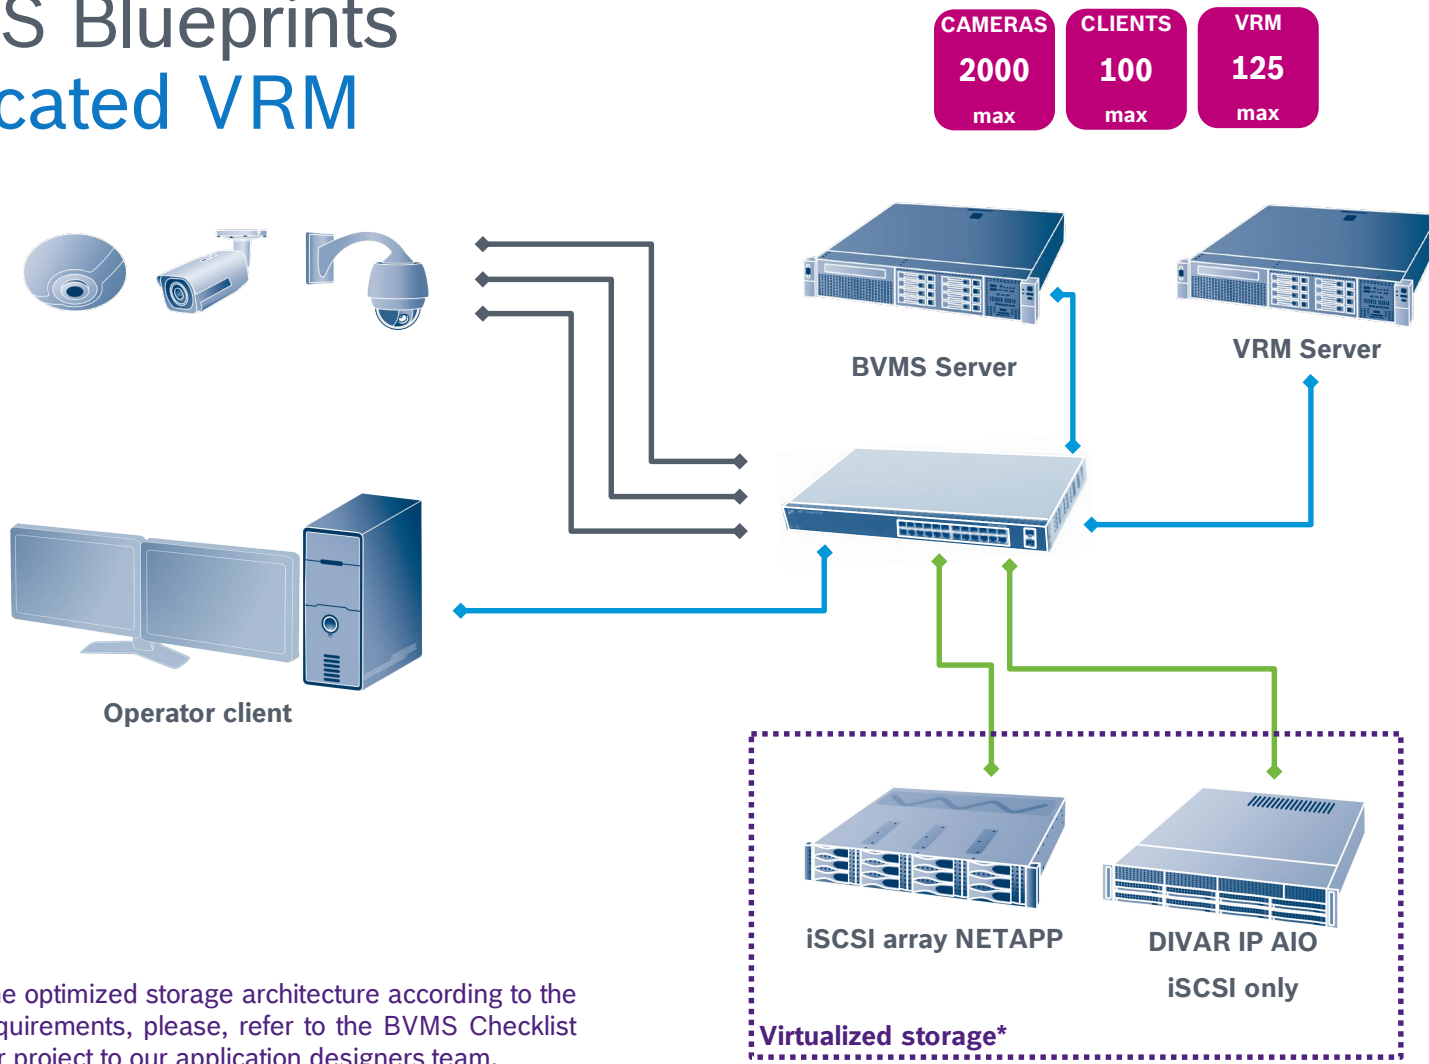 S Blueprints
cated VRM
CAMERAS
2000
max
CLIENTS
100
max
VRM
125
max
BVMS Server
VRM Server
Operator client
iSCSI array NETAPP
DIVAR IP AIO
iSCSI only
Virtualized storage*
ne optimized storage architecture according to the
quirements, please, refer to the BVMS Checklist
r project to our application designers team.